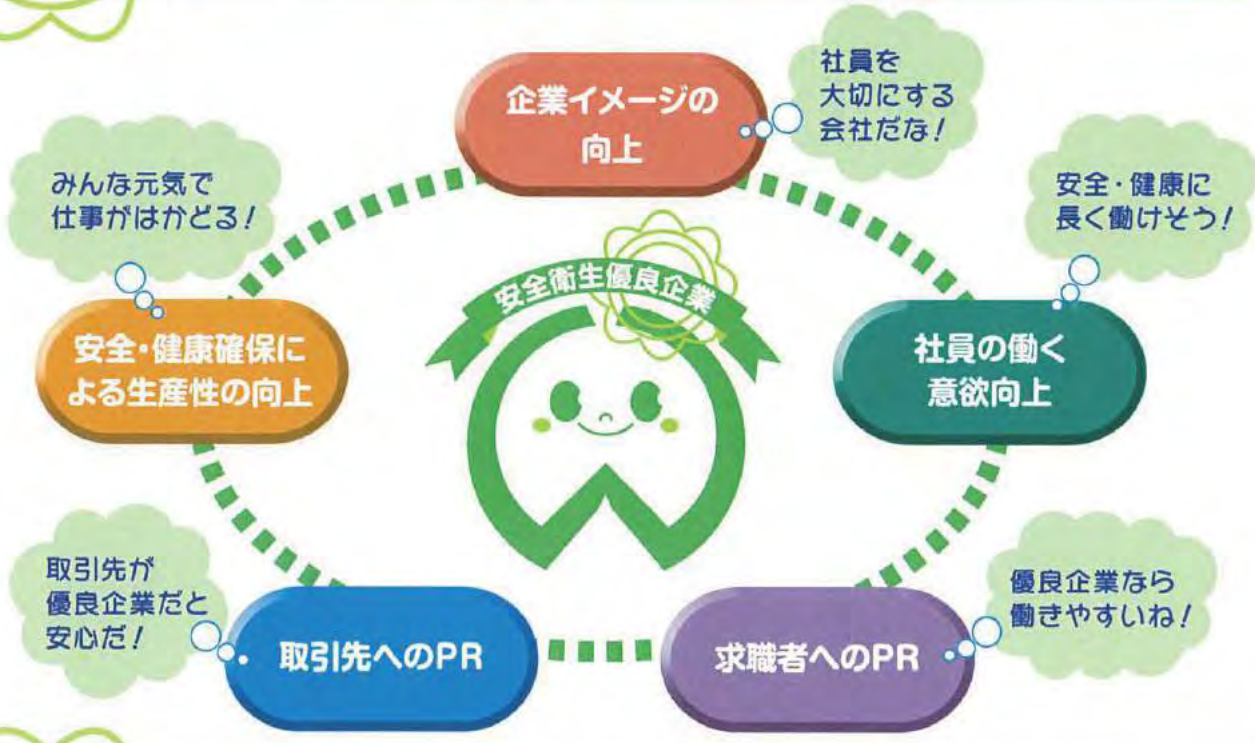 企業イメージの
向上
社員を
大切にする
会社だな!
みんな元気で
仕事がはかどる!
安全・健康に
長く働けそう!
安全衛生優良企業
安全・健康確保に
よる生産性の向上
社員の働く
意欲向上
取引先が
優良企業だと
安心だ!
取引先へのPR
求職者へのPR
優良企業なら
働きやすいね!